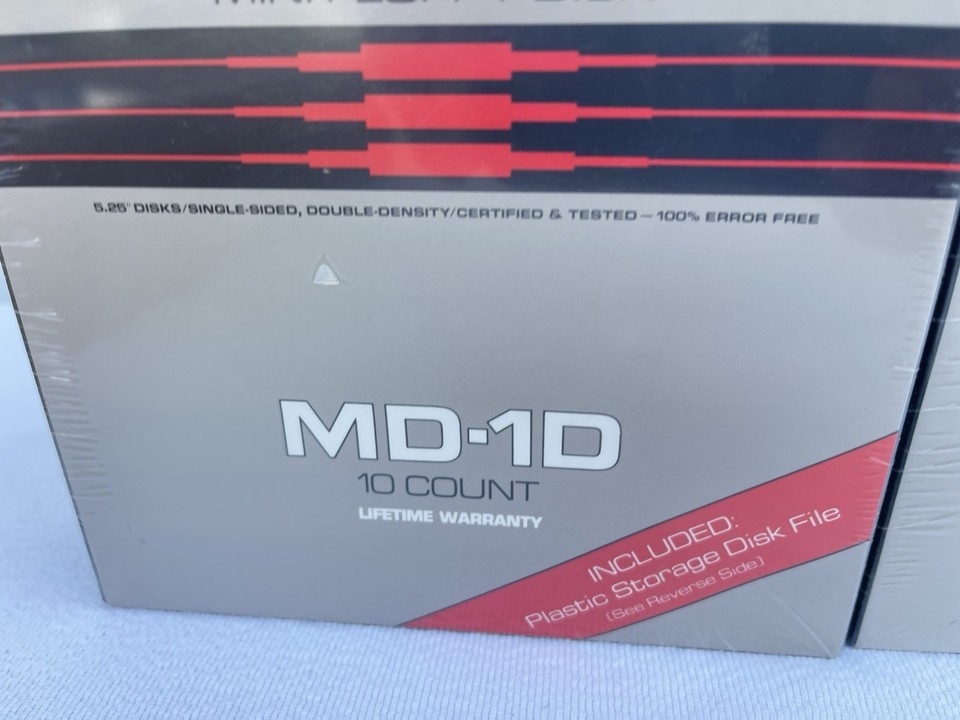 5.25" DISKS/SINGLE-SIDED, DOUBLE-DENSITY/CERTIFIED & TESTED — 100% ERROR FREE
MD·1D
10 COUNT
LIFETIME WARRANTY
INCLUDED:
Plastic Storage Disk File
(See Reverse Side)